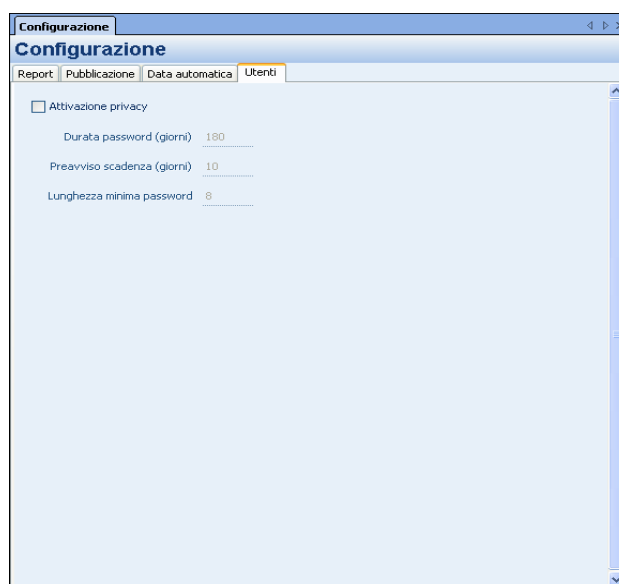 Configurazione
Configurazione
Report Pubblicazione Data automatica Utenti
Attivazione privacy
Durata password (giorni) 180
Preavviso scadenza (giorni) 10
Lunghezza minima password 8